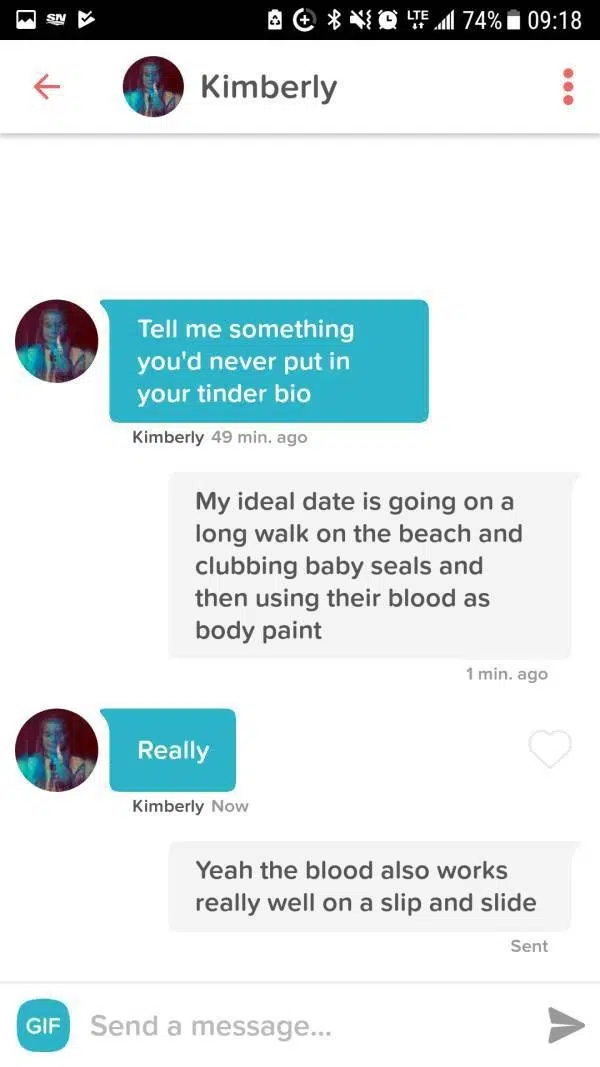 SN LTE 74% 09:18
Kimberly
Tell me something
you'd never put in
your tinder bio
Kimberly 49 min. ago
My ideal date is going on a
long walk on the beach and
clubbing baby seals and
then using their blood as
body paint
1 min. ago
Really
Kimberly Now
Yeah the blood also works
really well on a slip and slide
Sent
GIF Send a message...